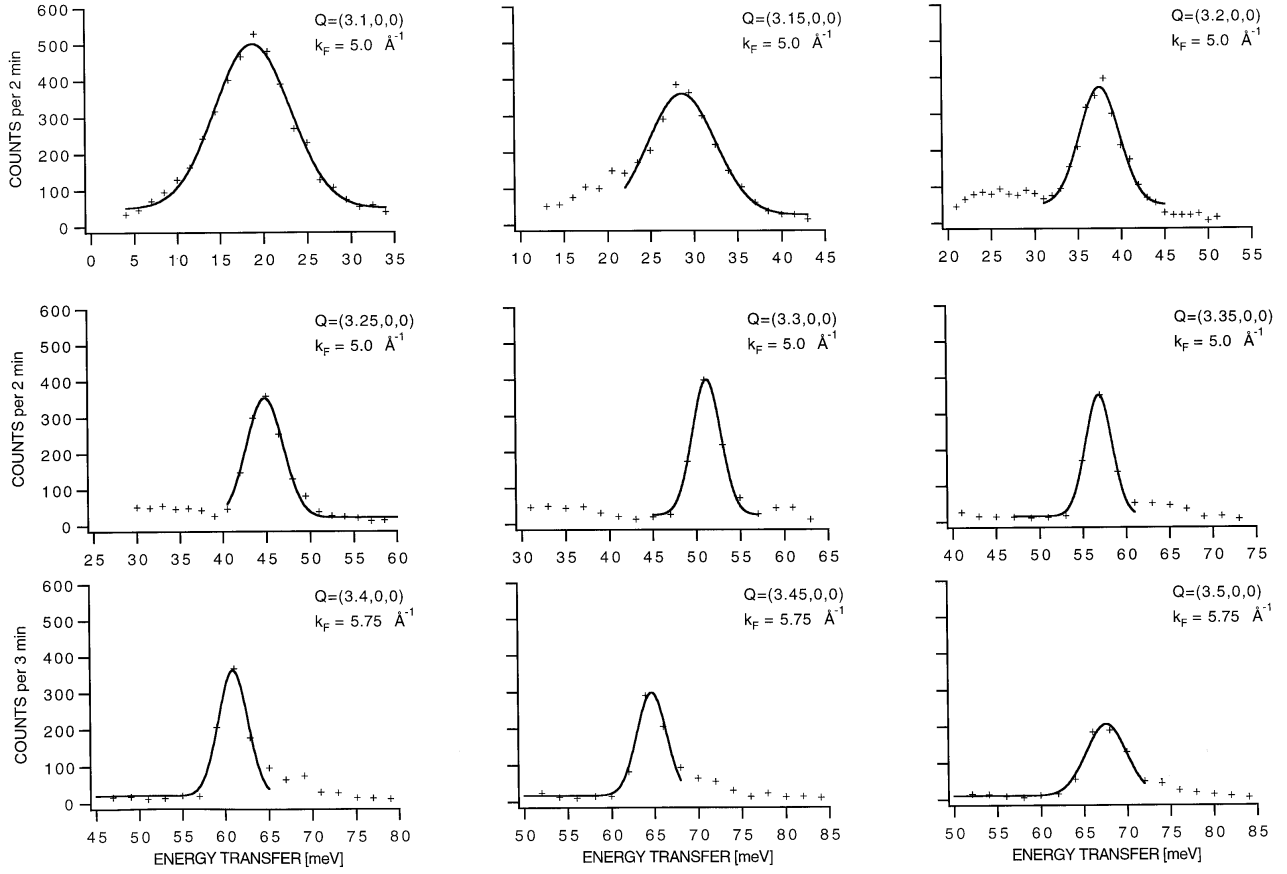 600
500
400
300
200
100
0
COUNTS per 2 min
Q=(3.1,0,0)
kF = 5.0 Å-1
0 5 10 15 20 25 30 35
Q=(3.15,0,0)
kF = 5.0 Å-1
10 15 20 25 30 35 40 45
Q=(3.2,0,0)
kF = 5.0 Å-1
20 25 30 35 40 45 50 55
600
500
400
300
200
100
0
COUNTS per 2 min
Q=(3.25,0,0)
kF = 5.0 Å-1
25 30 35 40 45 50 55 60
Q=(3.3,0,0)
kF = 5.0 Å-1
30 35 40 45 50 55 60 65
Q=(3.35,0,0)
kF = 5.0 Å-1
40 45 50 55 60 65 70 75
600
500
400
300
200
100
0
COUNTS per 3 min
Q=(3.4,0,0)
kF = 5.75 Å-1
45 50 55 60 65 70 75 80
ENERGY TRANSFER [meV]
Q=(3.45,0,0)
kF = 5.75 Å-1
50 55 60 65 70 75 80 85
ENERGY TRANSFER [meV]
Q=(3.5,0,0)
kF = 5.75 Å-1
50 55 60 65 70 75 80 85
ENERGY TRANSFER [meV]